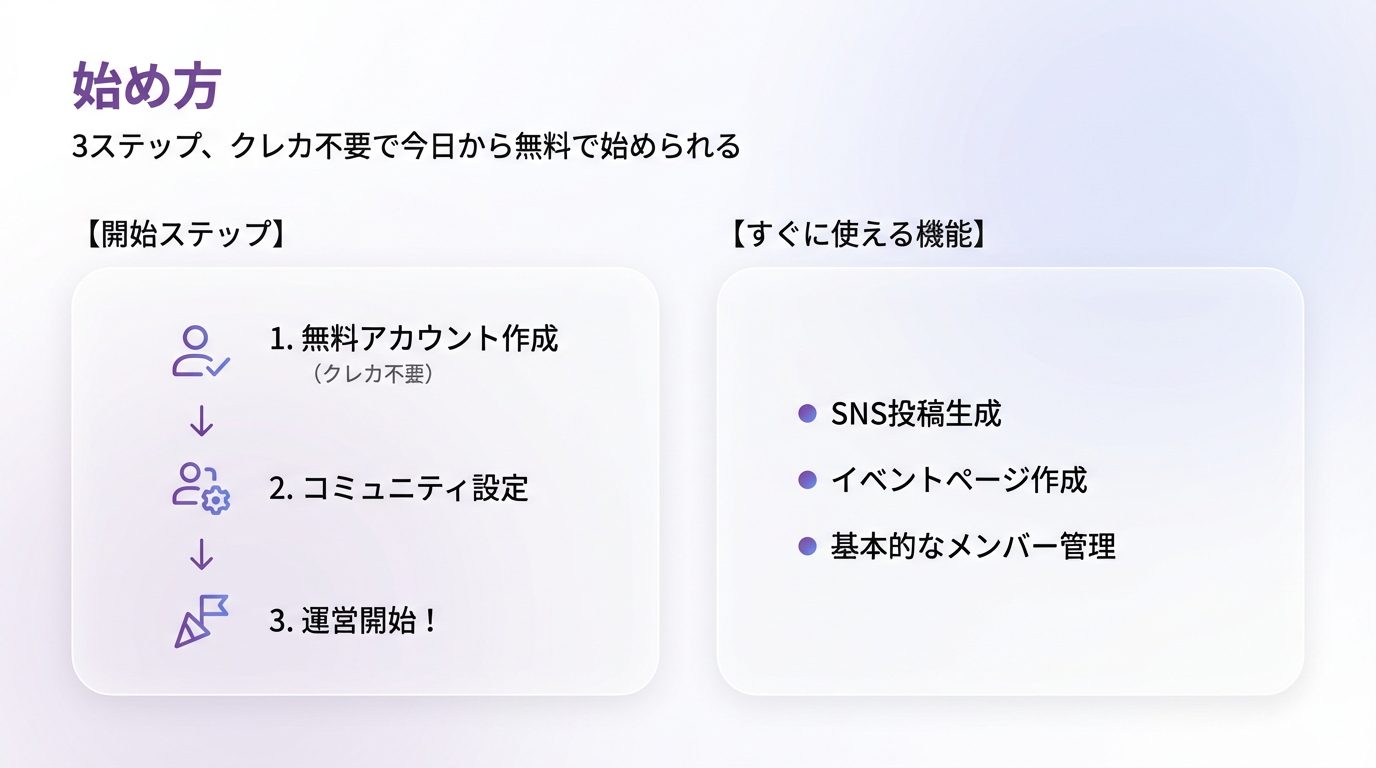 始め方
3ステップ、クレカ不要で今日から無料で始められる
【開始ステップ】
1. 無料アカウント作成
（クレカ不要）
2. コミュニティ設定
3. 運営開始！
【すぐに使える機能】
SNS投稿生成
イベントページ作成
基本的なメンバー管理